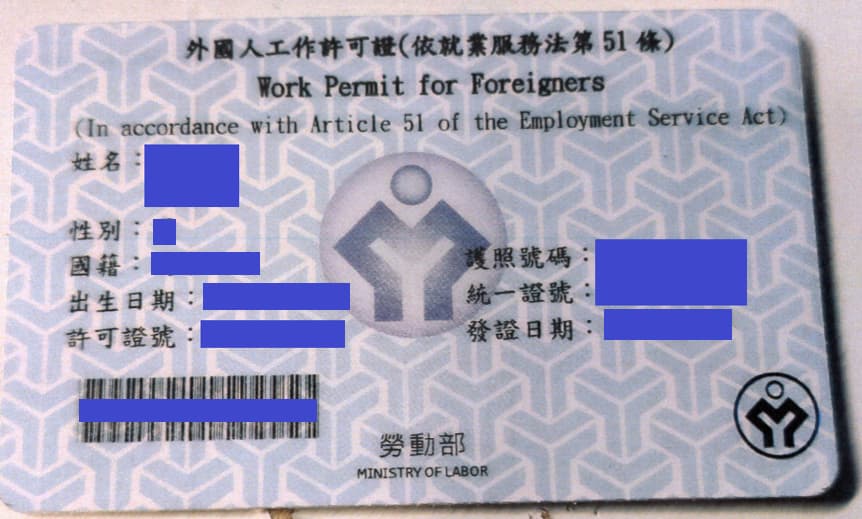 外國人工作許可證(依就業服務法第51條)
Work Permit for Foreigners
(In accordance with Article 51 of the Employment Service Act)
姓名：
性別：
國籍：
出生日期：
許可證號：
護照號碼：
統一證號：
發證日期：
勞動部
MINISTRY OF LABOR